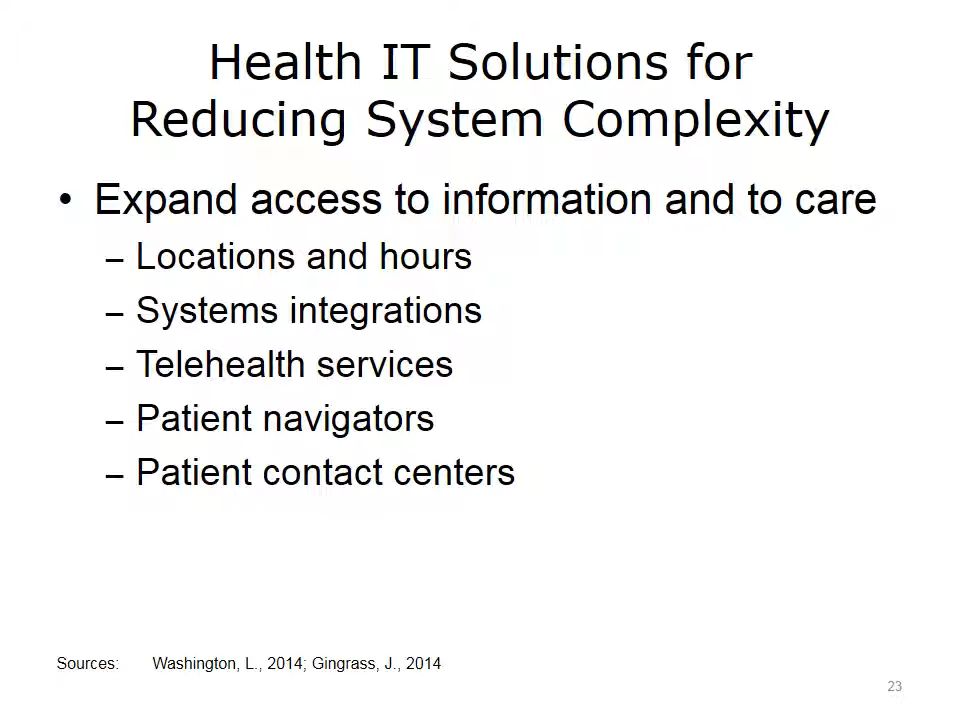 Health IT Solutions for
Reducing System Complexity
• Expand access to information and to care
– Locations and hours
– Systems integrations
– Telehealth services
– Patient navigators
– Patient contact centers
Sources: Washington, L., 2014; Gingrass, J., 2014
23